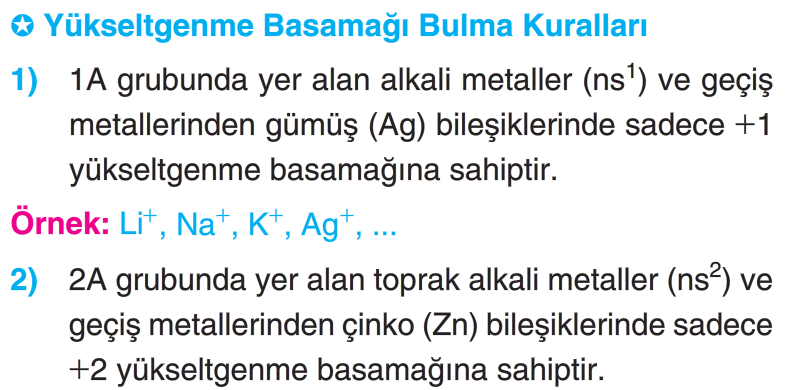 ✪ Yükseltgenme Basamağı Bulma Kuralları
1) 1A grubunda yer alan alkali metaller (ns¹) ve geçiş
metallerinden gümüş (Ag) bileşiklerinde sadece +1
yükseltgenme basamağına sahiptir.
Örnek: Li⁺, Na⁺, K⁺, Ag⁺, ...
2) 2A grubunda yer alan toprak alkali metaller (ns²) ve
geçiş metallerinden çinko (Zn) bileşiklerinde sadece
+2 yükseltgenme basamağına sahiptir.